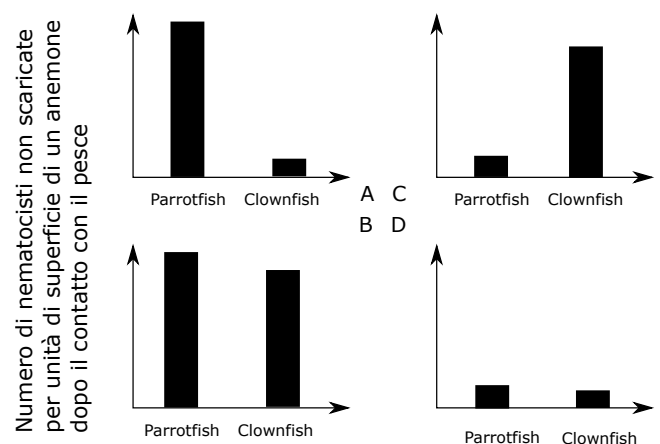 Numero di nematocisti non scaricate
per unità di superficie di un anemone
dopo il contatto con il pesce
Parrotfish Clownfish
Parrotfish Clownfish
A C
B D
Parrotfish Clownfish
Parrotfish Clownfish